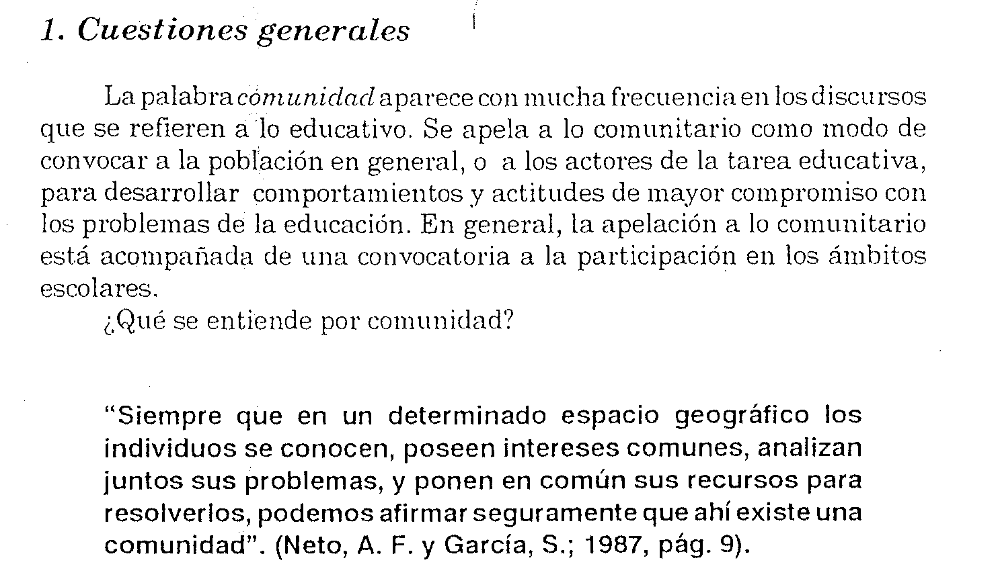 1. Cuestiones generales
La palabra comunidad aparece con mucha frecuencia en los discursos
que se refieren a lo educativo. Se apela a lo comunitario como modo de
convocar a la población en general, o a los actores de la tarea educativa,
para desarrollar comportamientos y actitudes de mayor compromiso con
los problemas de la educación. En general, la apelación a lo comunitario
está acompañada de una convocatoria a la participación en los ámbitos
escolares.
¿Qué se entiende por comunidad?
“Siempre que en un determinado espacio geográfico los
individuos se conocen, poseen intereses comunes, analizan
juntos sus problemas, y ponen en común sus recursos para
resolverlos, podemos afirmar seguramente que ahí existe una
comunidad”. (Neto, A. F. y García, S.; 1987, pág. 9).